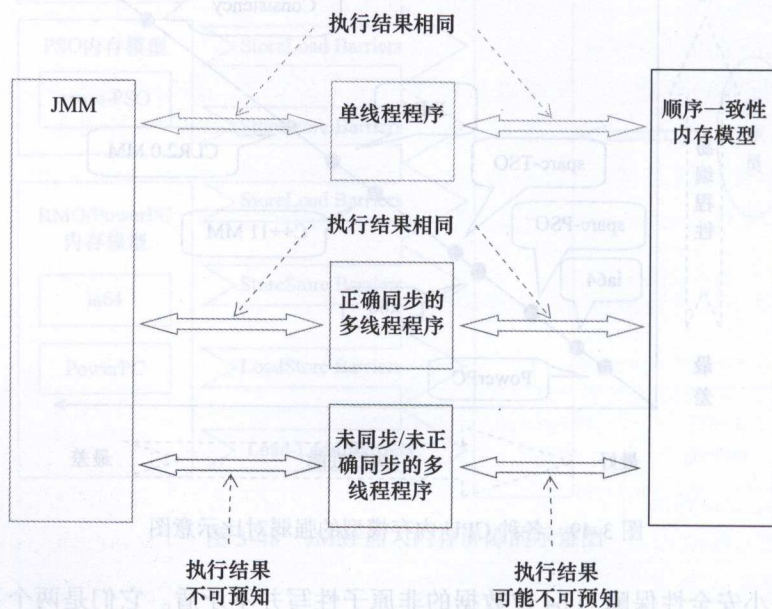 执行结果相同
JMM
单线程程序
顺序一致性
内存模型
执行结果相同
正确同步的
多线程程序
未同步/未正
确同步的多
线程程序
执行结果
不可预知
执行结果
可能不可预知